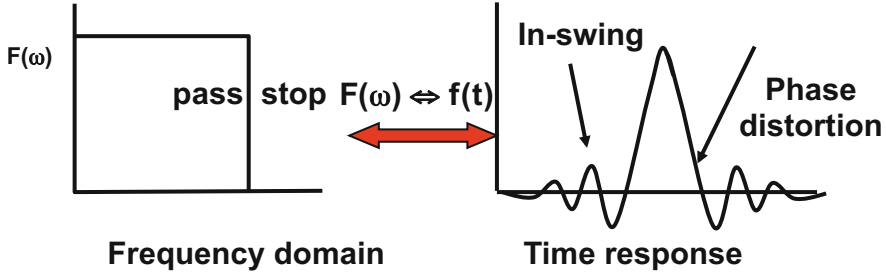 F(ω)
pass stop
F(ω) ⇔ f(t)
In-swing
Phase
distortion
Frequency domain
Time response